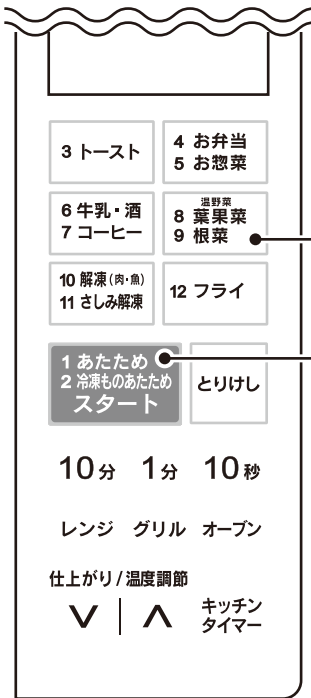 3 トースト
4 お弁当
5 お惣菜
6 牛乳・酒
7 コーヒー
温野菜
8 葉果菜
9 根菜
10 解凍(肉・魚)
11 さしみ解凍
12 フライ
1 あたため
2 冷凍ものあたため
スタート
とりけし
10分 1分 10秒
レンジ グリル オーブン
仕上がり/温度調節
キッチン
タイマー